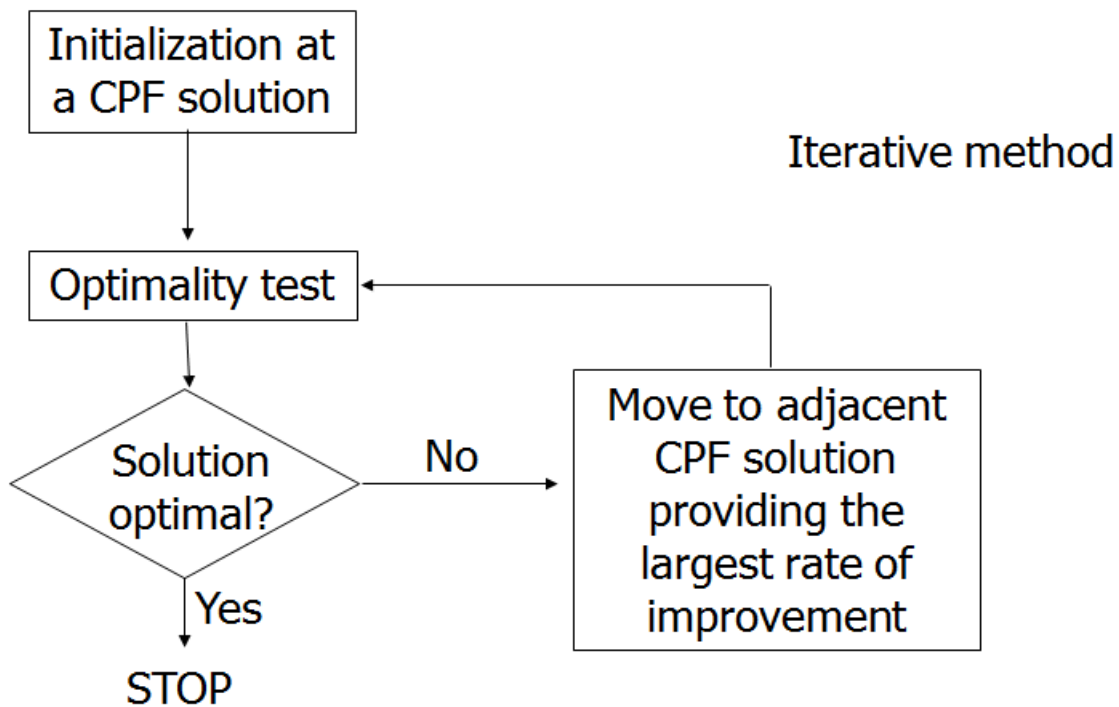 Initialization at
a CPF solution
Iterative method
Optimality test
Solution
optimal?
No
Move to adjacent
CPF solution
providing the
largest rate of
improvement
Yes
STOP